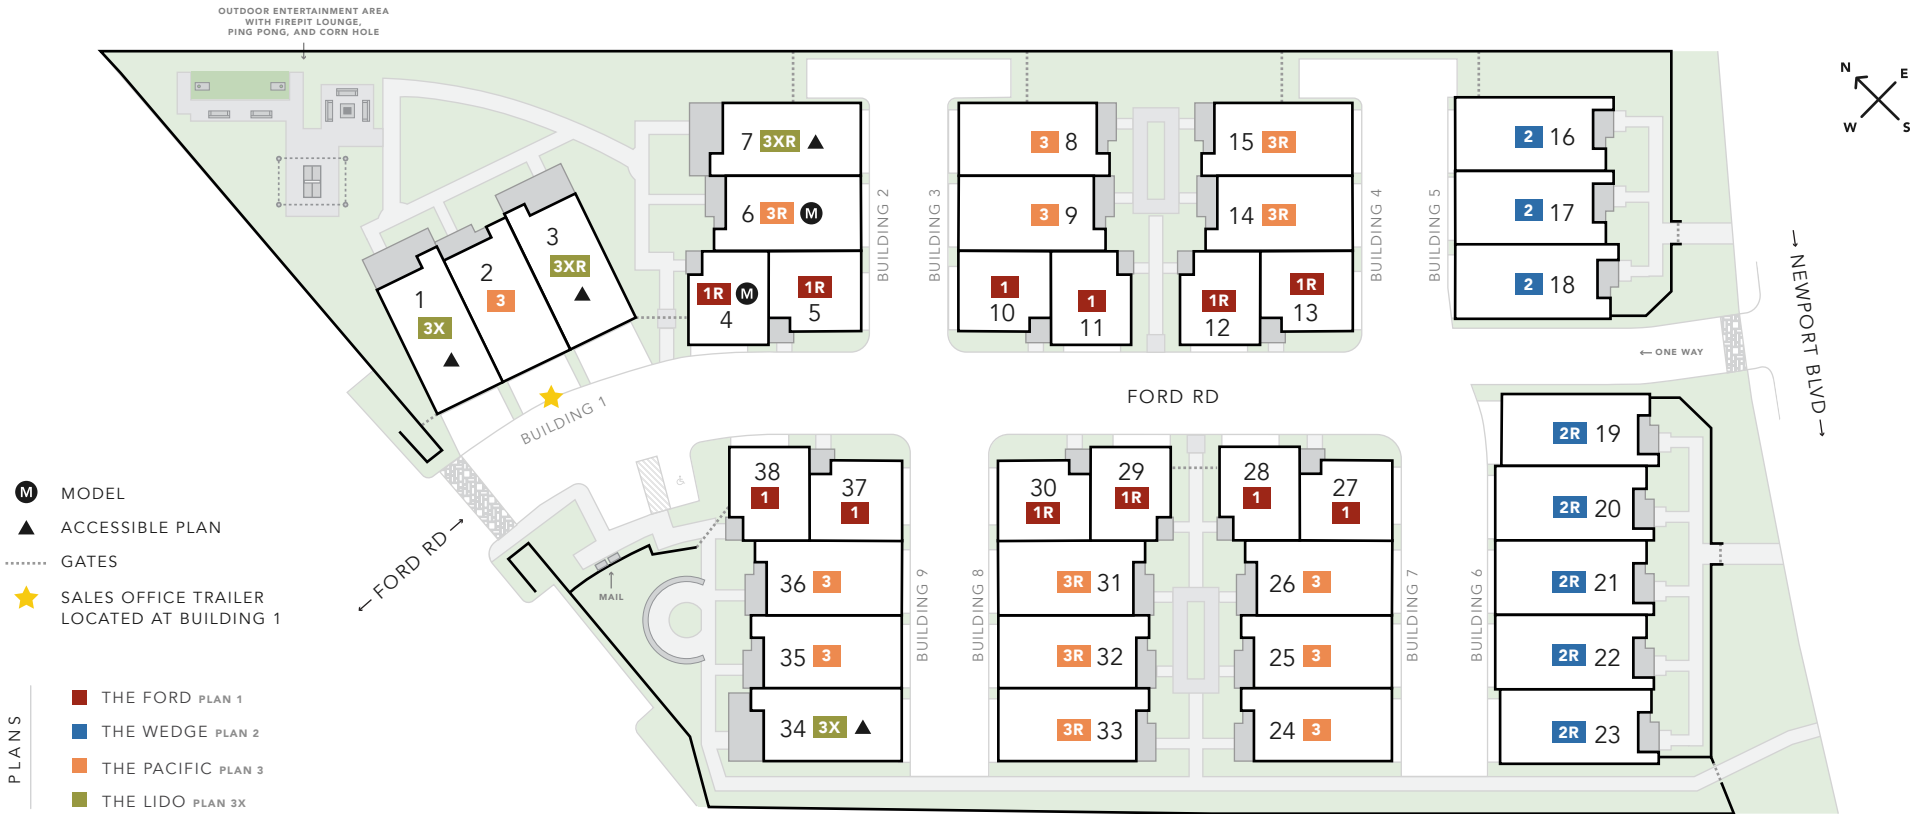 OUTDOOR ENTERTAINMENT AREA
WITH FIREPIT LOUNGE,
PING PONG, AND CORN HOLE
N
E
W
S
7 3XR
6 3R M
1R M
4
1R
5
BUILDING 2
BUILDING 3
3 8
3 9
1
10
1
11
15 3R
14 3R
1R
12
1R
13
BUILDING 4
BUILDING 5
2 16
2 17
2 18
1
3X
2
3
3
3XR
BUILDING 1
← ONE WAY
← NEWPORT BLVD →
FORD RD
← FORD RD →
MAIL
38
1
37
1
36 3
35 3
34 3X
BUILDING 9
BUILDING 8
30
1R
29
1R
3R 31
3R 32
3R 33
28
1
27
1
26 3
25 3
24 3
BUILDING 7
BUILDING 6
2R 19
2R 20
2R 21
2R 22
2R 23
M MODEL
ACCESSIBLE PLAN
GATES
SALES OFFICE TRAILER
LOCATED AT BUILDING 1
PLANS
THE FORD PLAN 1
THE WEDGE PLAN 2
THE PACIFIC PLAN 3
THE LIDO PLAN 3X